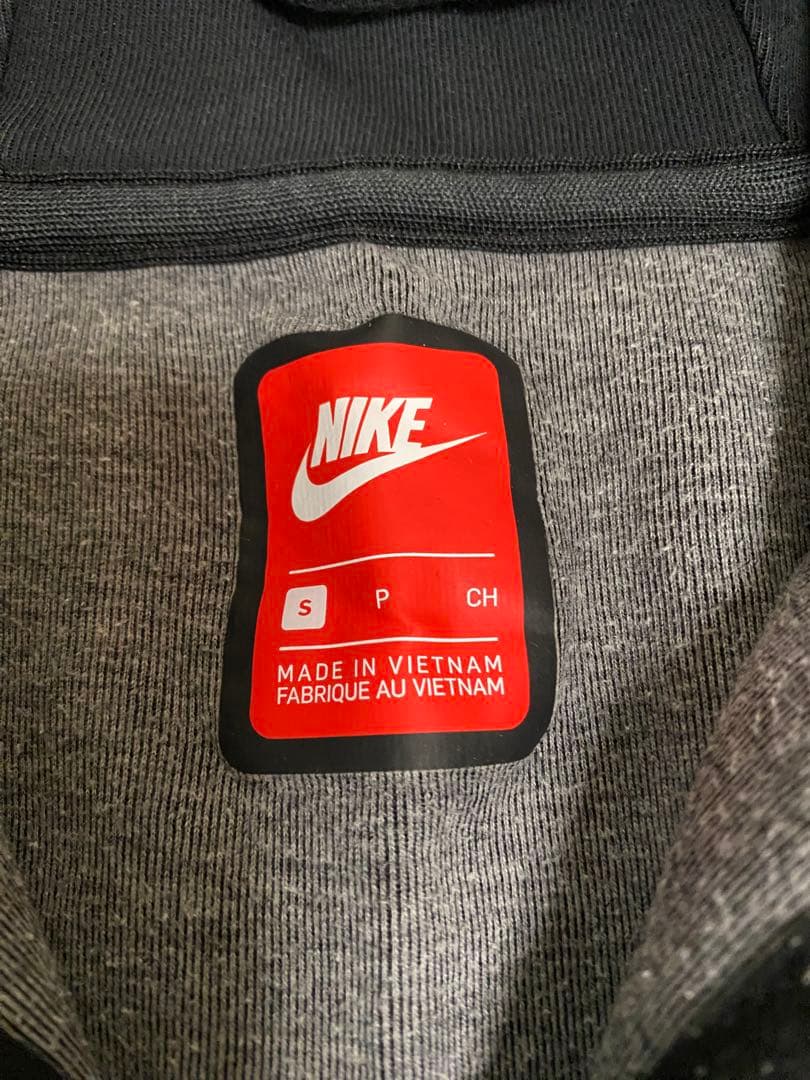 NIKE
S P CH
MADE IN VIETNAM
FABRIQUE AU VIETNAM